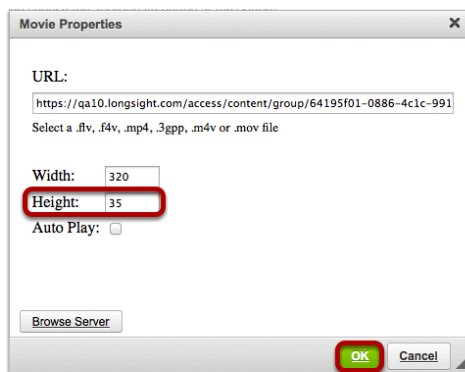 Movie Properties
URL:
https://qa10.longsight.com/access/content/group/64195f01-0886-4c1c-991
Select a .flv, .f4v, .mp4, .3gpp, .m4v or .mov file
Width: 320
Height: 35
Auto Play:
Browse Server
OK Cancel